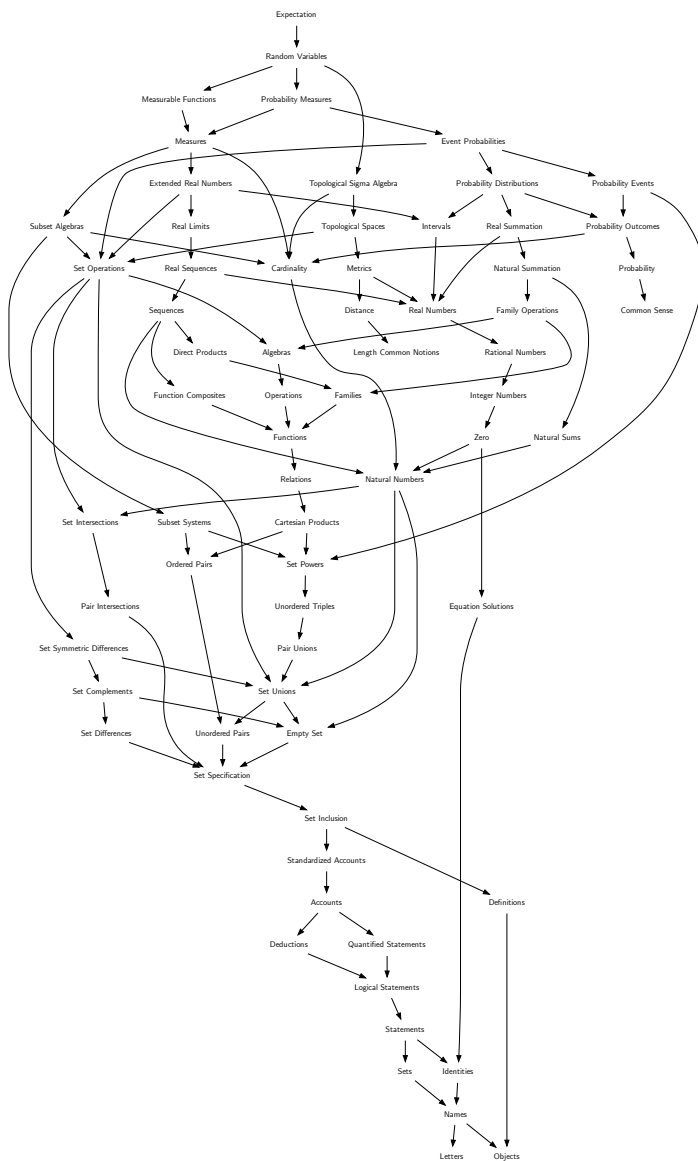 Expectation
Random Variables
Measurable Functions Probability Measures
Measures Event Probabilities
Extended Real Numbers Topological Sigma Algebra Probability Distributions Probability Events
Subset Algebras Real Limits Topological Spaces Intervals Real Summation Probability Outcomes
Set Operations Real Sequences Cardinality Metrics Natural Summation Probability
Sequences Distance Real Numbers Family Operations Common Sense
Direct Products Algebras Length Common Notions Rational Numbers
Function Composites Operations Families Integer Numbers
Functions Zero Natural Sums
Relations Natural Numbers
Set Intersections Subset Systems Cartesian Products
Ordered Pairs Set Powers
Pair Intersections Unordered Triples Equation Solutions
Set Symmetric Differences Pair Unions
Set Complements Set Unions
Set Differences Unordered Pairs Empty Set
Set Specification
Set Inclusion
Standardized Accounts
Accounts Definitions
Deductions Quantified Statements
Logical Statements
Statements
Sets Identities
Names
Letters Objects